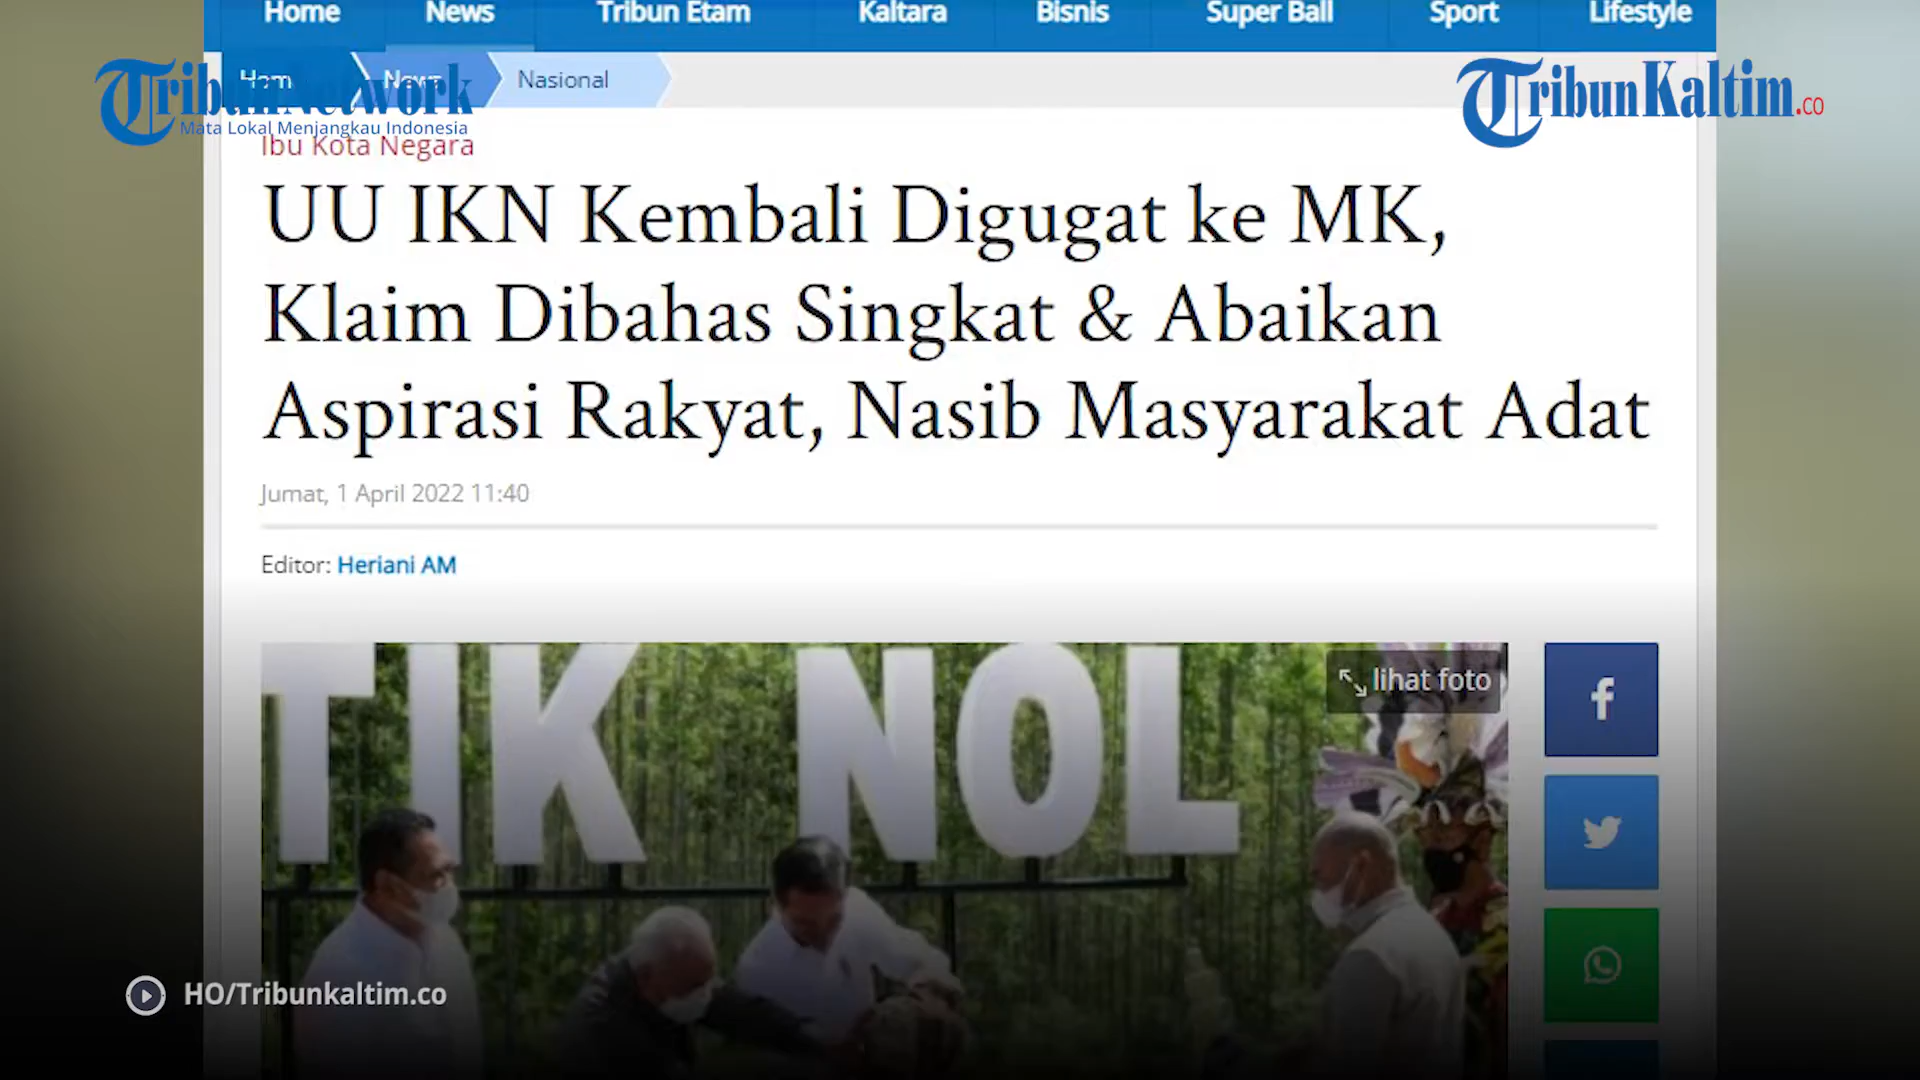 Home News Tribun Etam Kaltara Bisnis Super Ball Sport Lifestyle
Home News Nasional
TribunNetwork
Mata Lokal Menjangkau Indonesia
TribunKaltim.co
Ibu Kota Negara
UU IKN Kembali Digugat ke MK,
Klaim Dibahas Singkat & Abaikan
Aspirasi Rakyat, Nasib Masyarakat Adat
Jumat, 1 April 2022 11:40
Editor: Heriani AM
lihat foto
TIK NOL
HO/Tribunkaltim.co